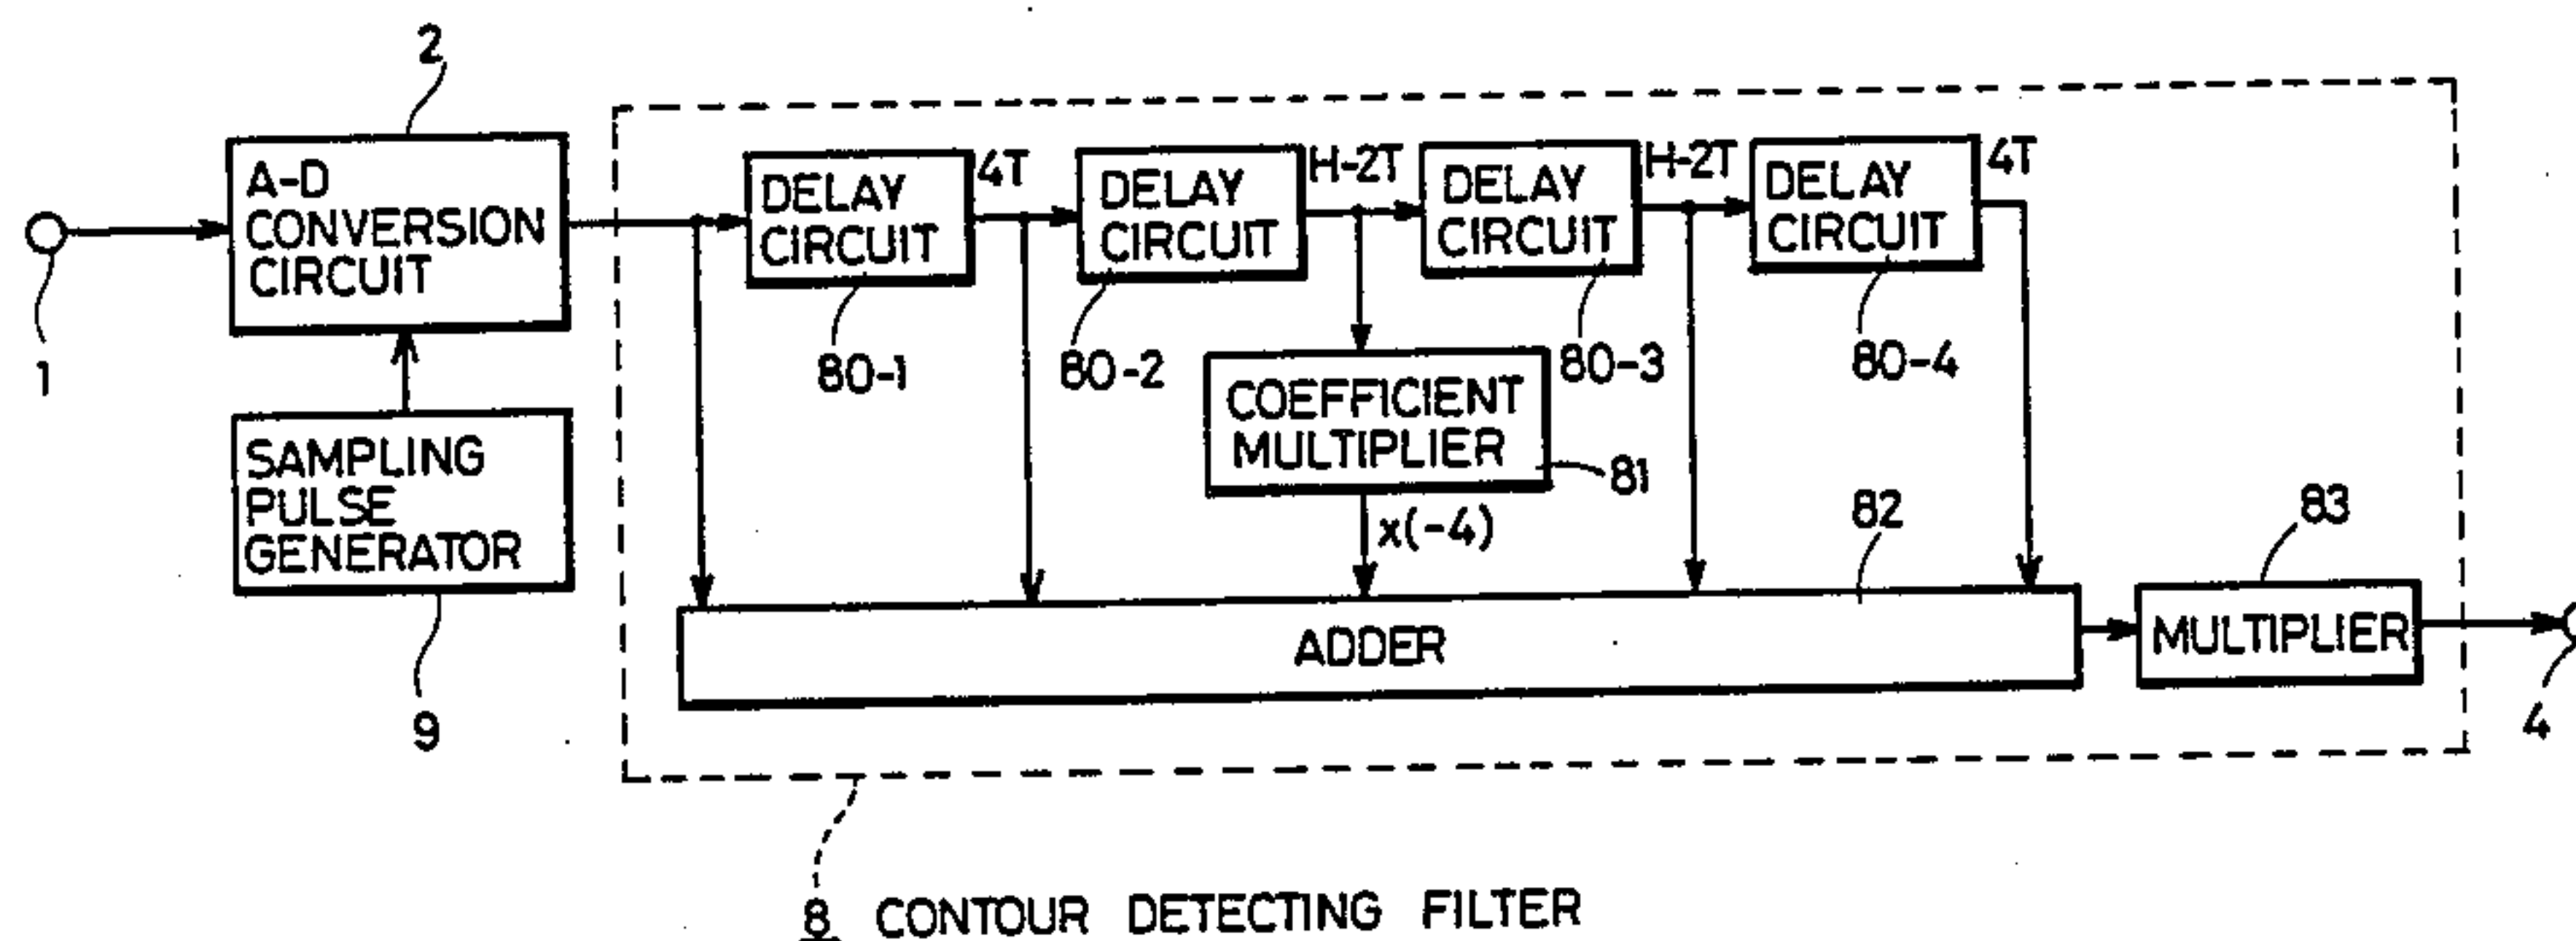 2
A-D
CONVERSION
CIRCUIT
1
SAMPLING
PULSE
GENERATOR
9
DELAY
CIRCUIT
4T
80-1
DELAY
CIRCUIT
H-2T
80-2
DELAY
CIRCUIT
H-2T
80-3
DELAY
CIRCUIT
4T
80-4
COEFFICIENT
MULTIPLIER
81
x(-4)
82
ADDER
83
MULTIPLIER
4
8 CONTOUR DETECTING FILTER